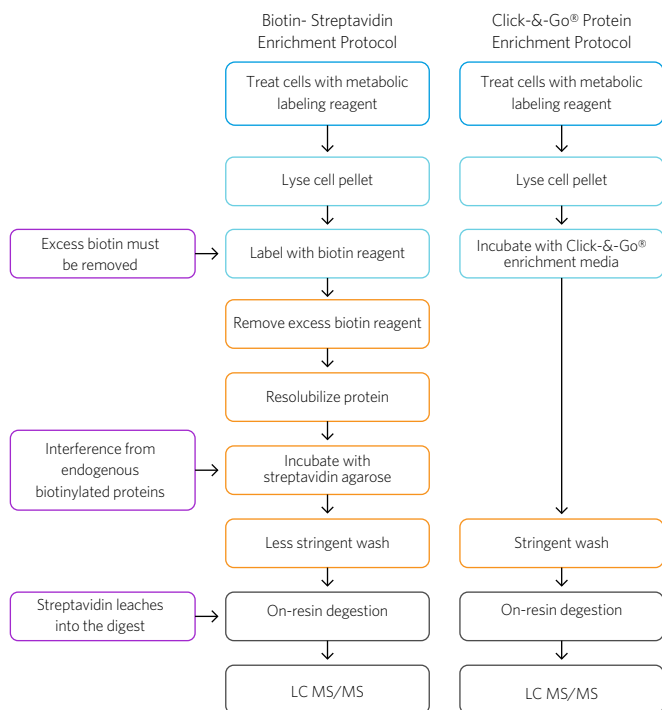 Biotin- Streptavidin
Enrichment Protocol
Click-&-Go® Protein
Enrichment Protocol
Treat cells with metabolic
labeling reagent
Treat cells with metabolic
labeling reagent
Lyse cell pellet
Lyse cell pellet
Excess biotin must
be removed
Label with biotin reagent
Incubate with Click-&-Go®
enrichment media
Remove excess biotin reagent
Resolubilize protein
Interference from
endogenous
biotinylated proteins
Incubate with
streptavidin agarose
Less stringent wash
Stringent wash
Streptavidin leaches
into the digest
On-resin degestion
On-resin degestion
LC MS/MS
LC MS/MS